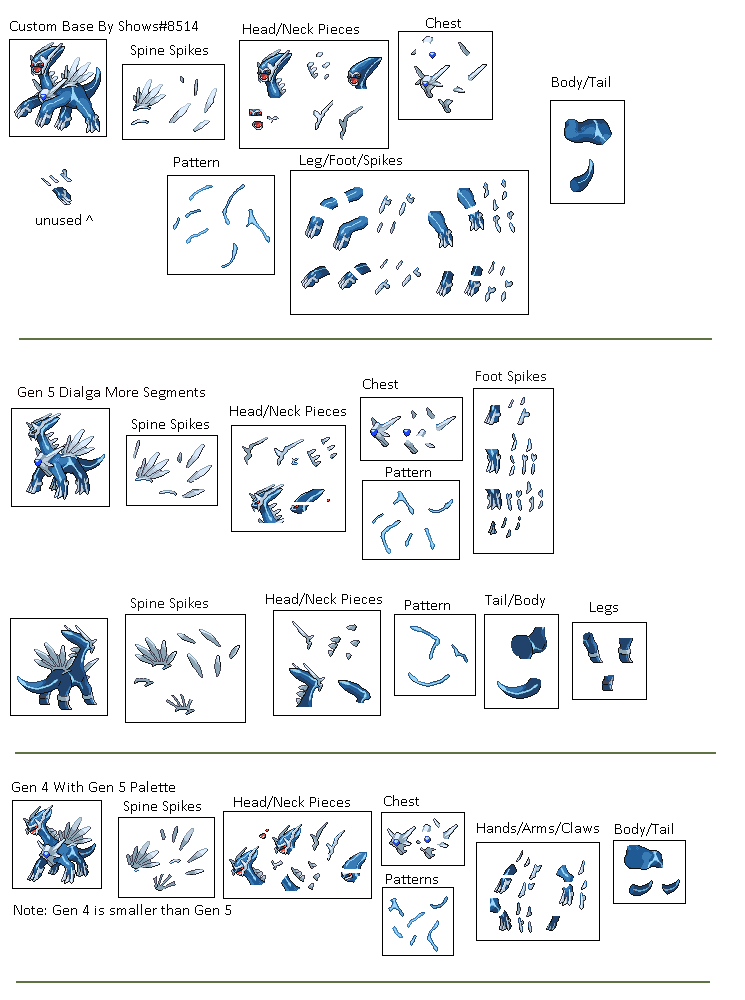 Custom Base By Shows#8514
Spine Spikes
Head/Neck Pieces
Chest
Body/Tail
unused ^
Pattern
Leg/Foot/Spikes
Gen 5 Dialga More Segments
Spine Spikes
Head/Neck Pieces
Chest
Pattern
Foot Spikes
Spine Spikes
Head/Neck Pieces
Pattern
Tail/Body
Legs
Gen 4 With Gen 5 Palette
Spine Spikes
Head/Neck Pieces
Chest
Patterns
Hands/Arms/Claws
Body/Tail
Note: Gen 4 is smaller than Gen 5